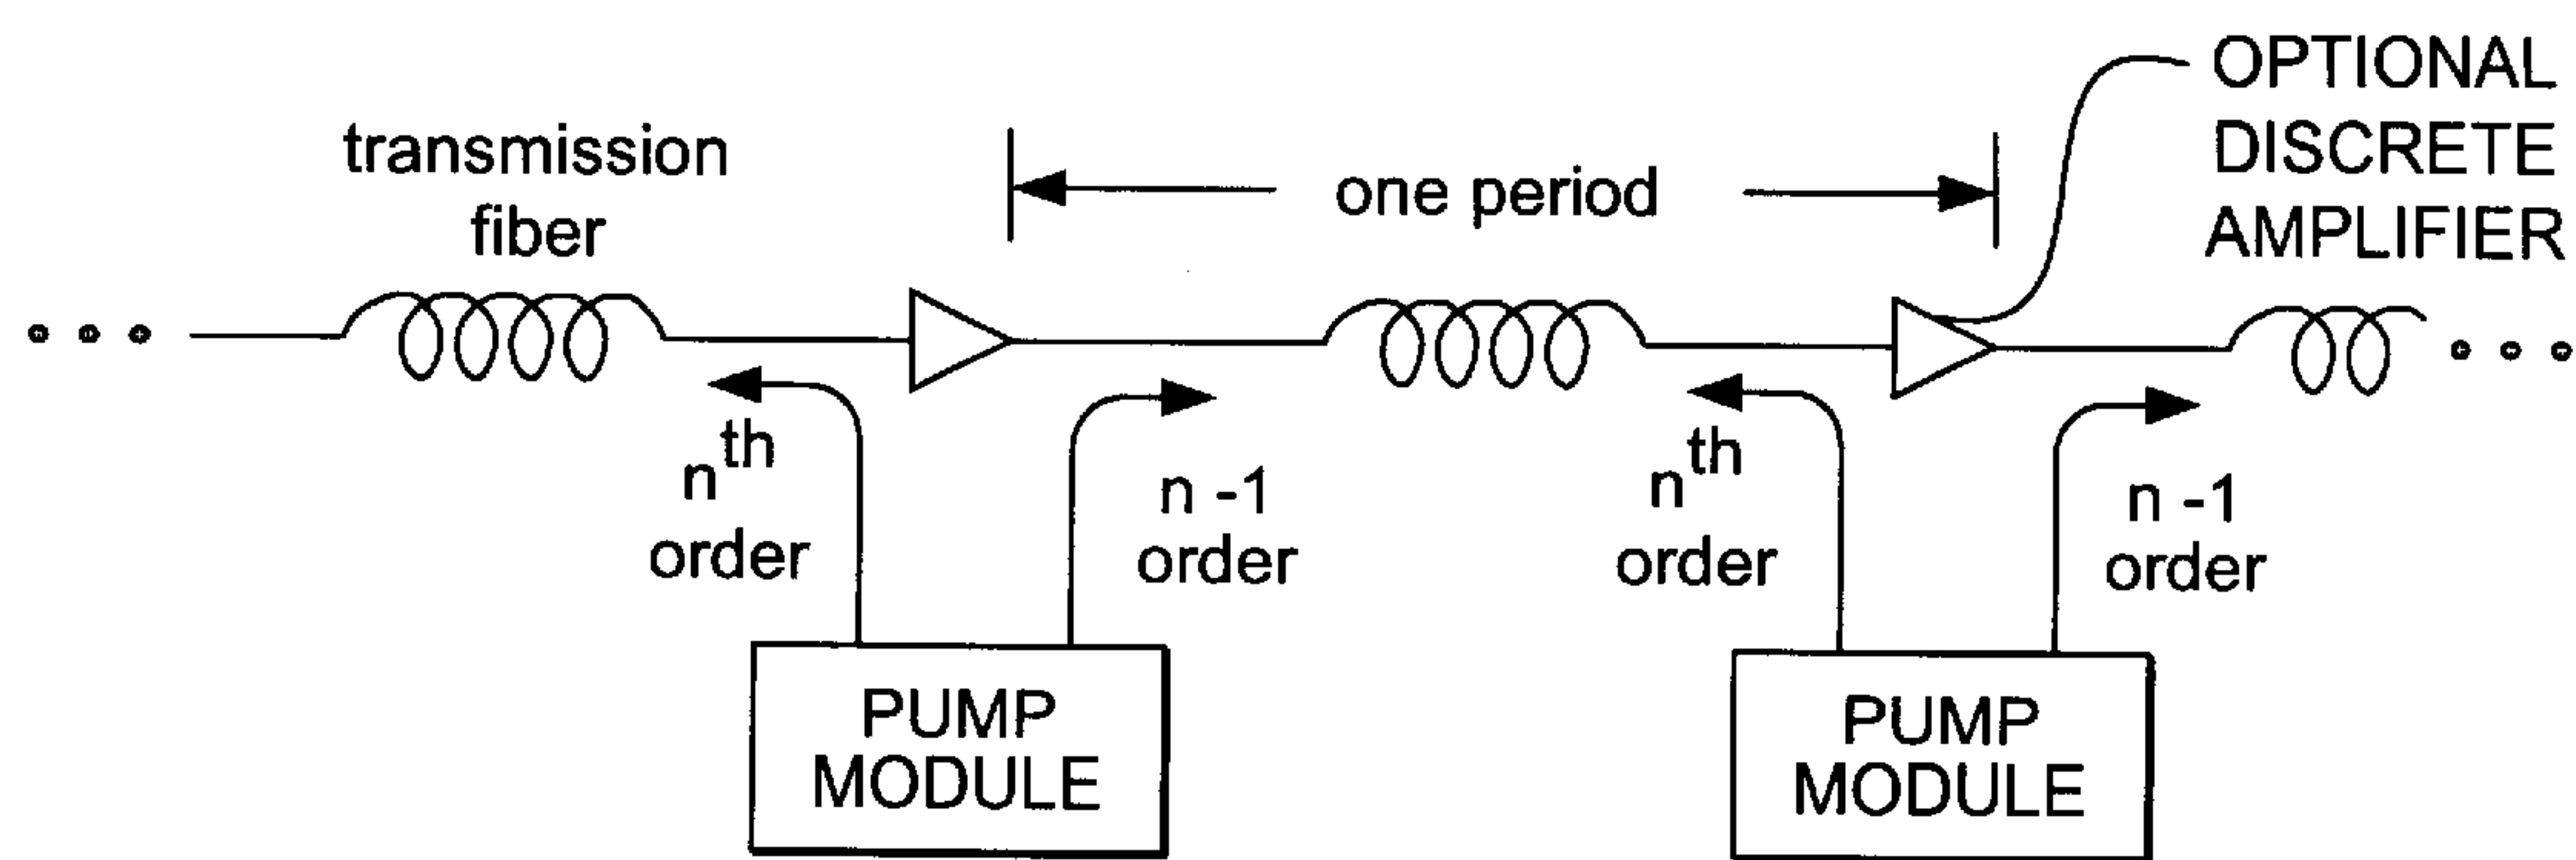 OPTIONAL
DISCRETE
AMPLIFIER
transmission
fiber
one period
nth
order
n -1
order
nth
order
n -1
order
PUMP
MODULE
PUMP
MODULE